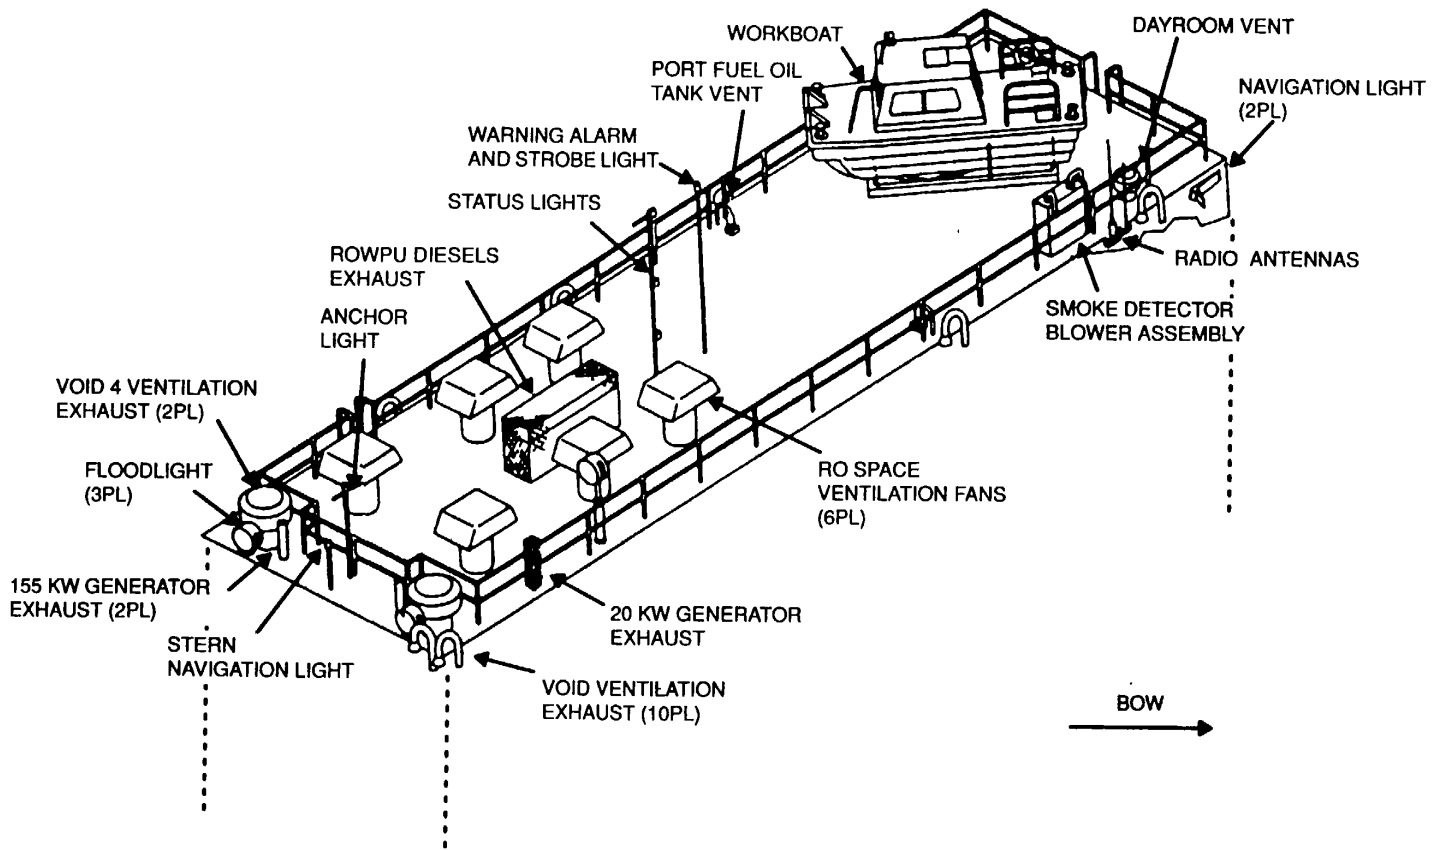 WORKBOAT
DAYROOM VENT
PORT FUEL OIL
TANK VENT
NAVIGATION LIGHT
(2PL)
WARNING ALARM
AND STROBE LIGHT
STATUS LIGHTS
ROWPU DIESELS
EXHAUST
RADIO ANTENNAS
ANCHOR
LIGHT
SMOKE DETECTOR
BLOWER ASSEMBLY
VOID 4 VENTILATION
EXHAUST (2PL)
FLOODLIGHT
(3PL)
RO SPACE
VENTILATION FANS
(6PL)
155 KW GENERATOR
EXHAUST (2PL)
20 KW GENERATOR
EXHAUST
STERN
NAVIGATION LIGHT
VOID VENTILATION
EXHAUST (10PL)
BOW